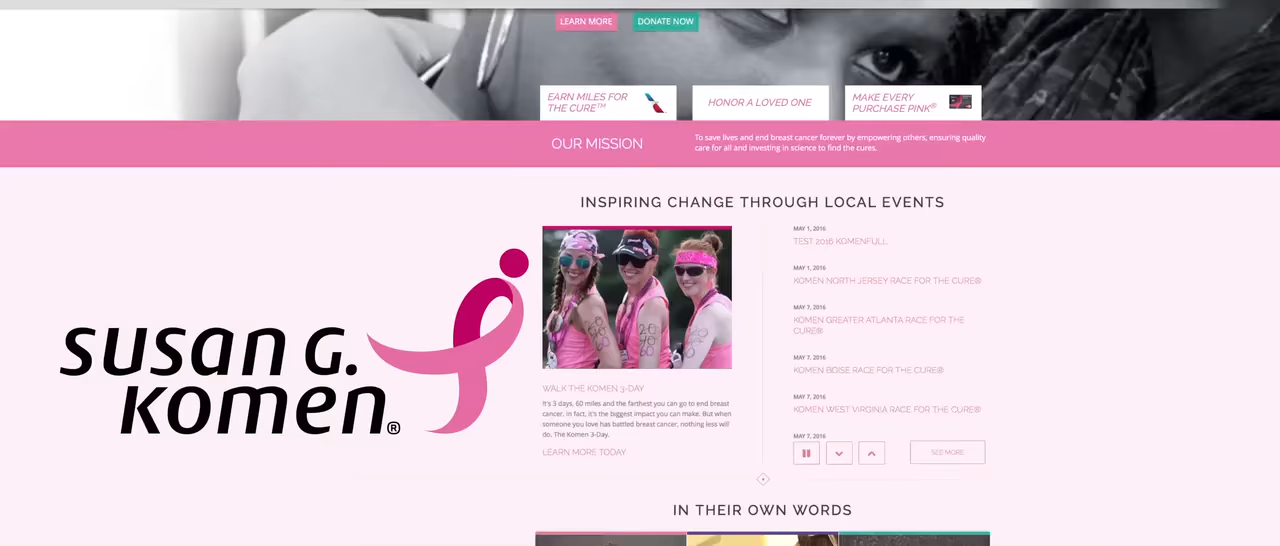 LEARN MORE
DONATE NOW
EARN MILES FOR
THE CURE™
HONOR A LOVED ONE
MAKE EVERY
PURCHASE PINK®
OUR MISSION
To save lives and end breast cancer forever by empowering others, ensuring quality
care for all and investing in science to find the cures.
INSPIRING CHANGE THROUGH LOCAL EVENTS
susan G.
komen®
WALK THE KOMEN 3-DAY
It's 3 days, 60 miles and the farthest you can go to end breast
cancer. In fact, it's the biggest impact you can make. But when
someone you love has battled breast cancer, nothing less will
do. The Komen 3-Day.
LEARN MORE TODAY
MAY 1, 2016
TEST 2016 KOMENFULL
MAY 1, 2016
KOMEN NORTH JERSEY RACE FOR THE CURE®
MAY 7, 2016
KOMEN GREATER ATLANTA RACE FOR THE
CURE®
MAY 7, 2016
KOMEN BOISE RACE FOR THE CURE®
MAY 7, 2016
KOMEN WEST VIRGINIA RACE FOR THE CURE®
MAY 7, 2016
SEE MORE
IN THEIR OWN WORDS